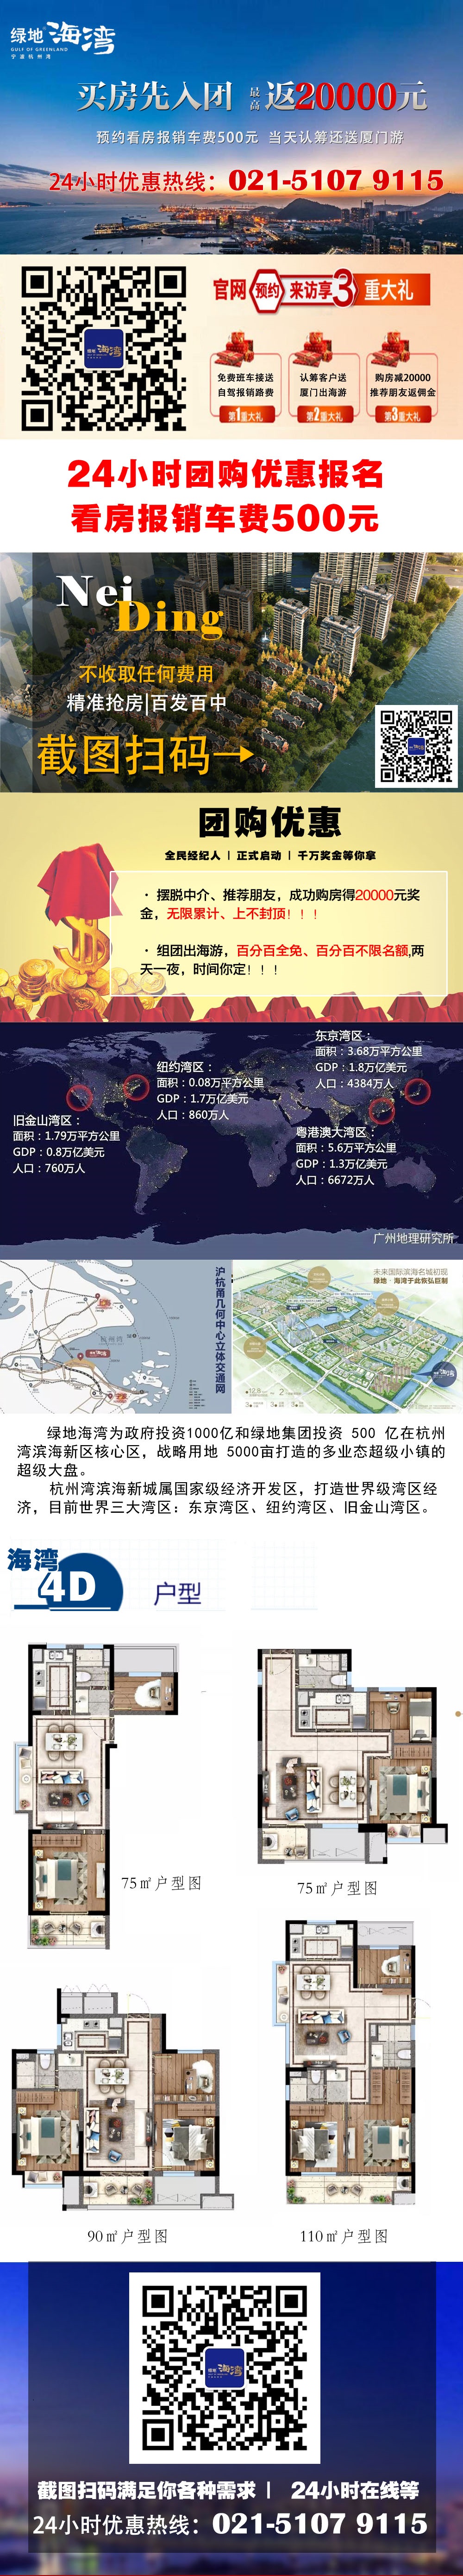 绿地 海湾
GULF OF GREENLAND
宁波杭州湾
买房先入团 最高 返20000元
预约看房报销车费500元 当天认筹还送厦门游
24小时优惠热线：021-5107 9115
绿地 海湾
官网 预约 来访享3重大礼
免费班车接送 认筹客户送 购房减20000
自驾报销路费 厦门出海游 推荐朋友返佣金
第1重大礼 第2重大礼 第3重大礼
24小时团购优惠报名
看房报销车费500元
Nei
Ding
不收取任何费用
精准抢房|百发百中
截图扫码→
团购优惠
全民经纪人 | 正式启动 | 千万奖金等你拿
· 摆脱中介、推荐朋友，成功购房得20000元奖
金，无限累计、上不封顶！！！
· 组团出海游，百分百全免、百分百不限名额,两
天一夜，时间你定！！！
东京湾区：
面积：3.68万平方公里
GDP：1.8万亿美元
人口：4384万人
纽约湾区：
面积：0.08万平方公里
GDP：1.7万亿美元
人口：860万人
旧金山湾区：
面积：1.79万平方公里
GDP：0.8万亿美元
人口：760万人
粤港澳大湾区：
面积：5.6万平方公里
GDP：1.3万亿美元
人口：6672万人
广州地理研究所
沪杭甬几何中心立体交通网
杭州湾
未来国际滨海名城初现
绿地·海湾于此恢弘巨制
绿地海湾为政府投资1000亿和绿地集团投资 500 亿在杭州
湾滨海新区核心区，战略用地 5000亩打造的多业态超级小镇的
超级大盘。
杭州湾滨海新城属国家级经济开发区，打造世界级湾区经
济，目前世界三大湾区：东京湾区、纽约湾区、旧金山湾区。
海湾
4D 户型
75㎡户型图
75㎡户型图
90㎡户型图
110㎡户型图
绿地 海湾
截图扫码满足你各种需求 | 24小时在线等
24小时优惠热线：021-5107 9115